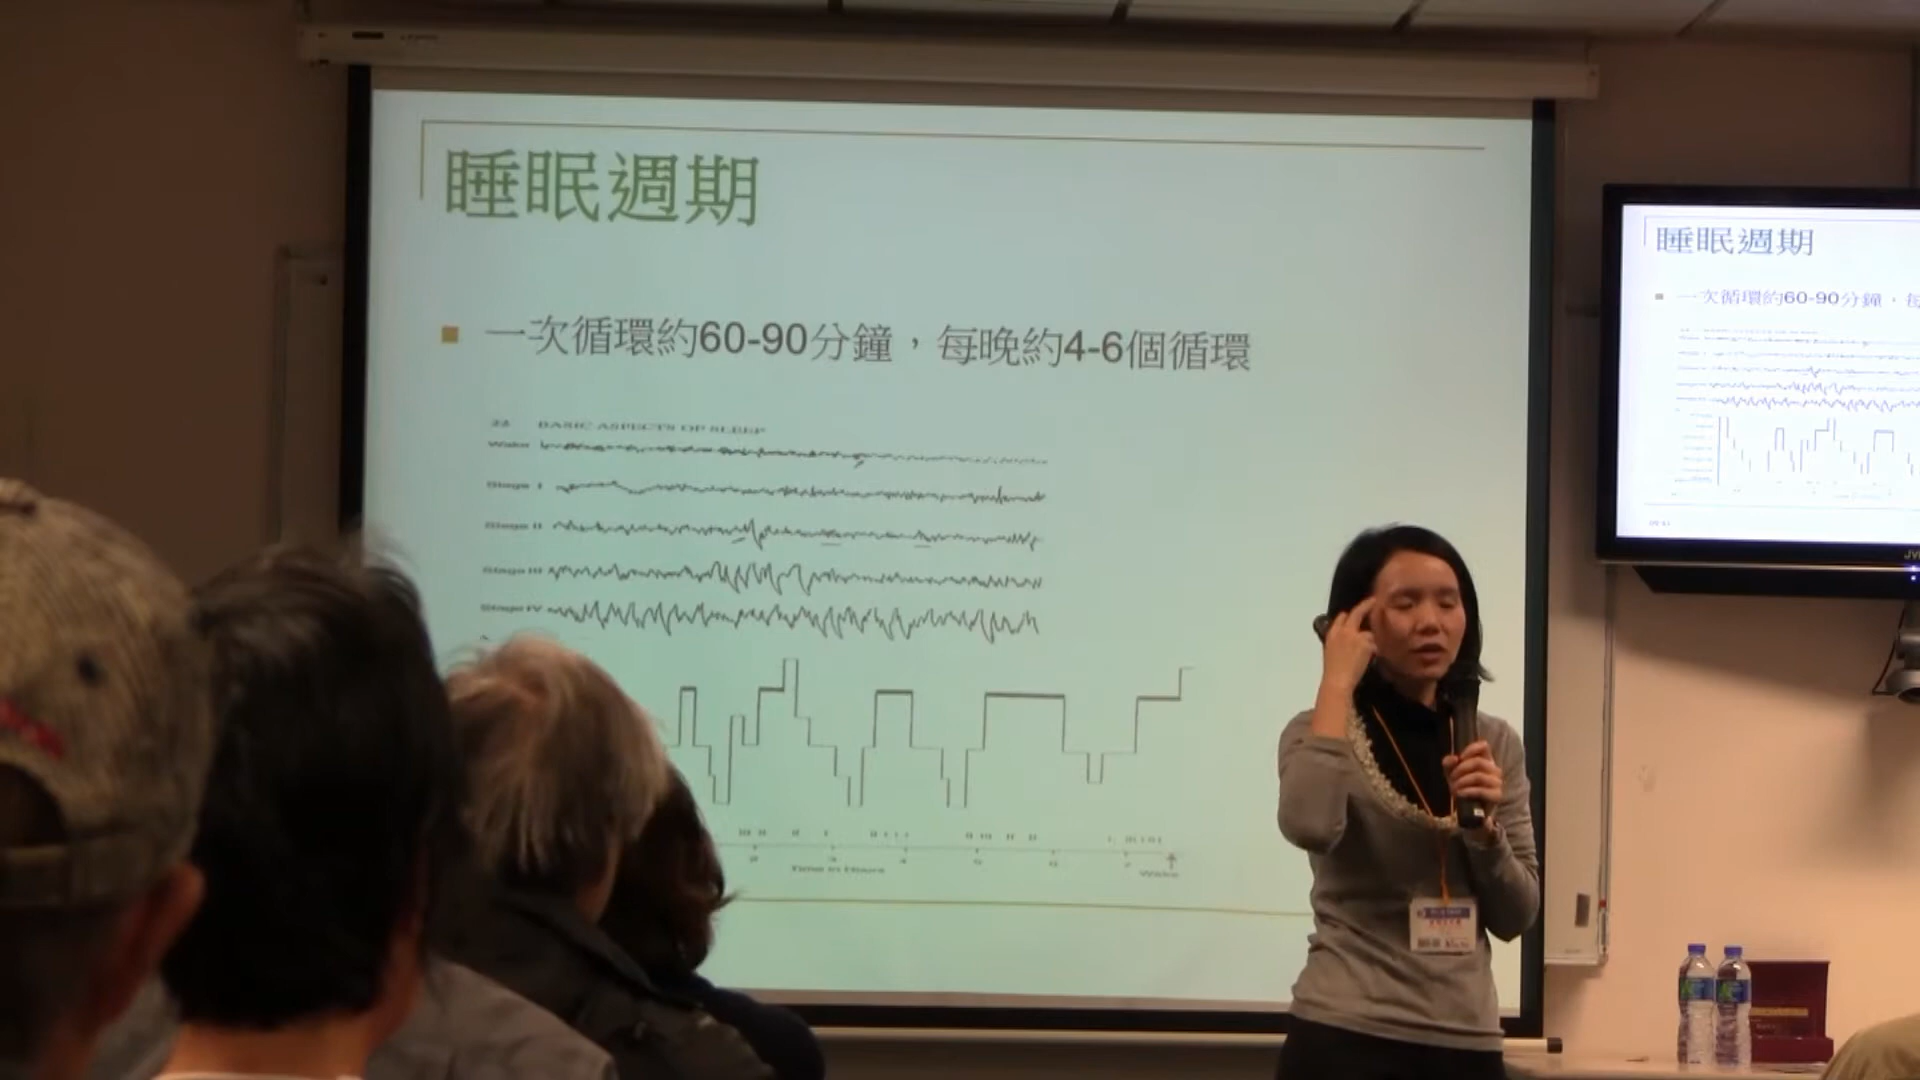 睡眠週期
一次循環約60-90分鐘，每晚約4-6個循環
22 BASIC ASPECTS OF SLEEP
Wake
Stage I
Stage II
Stage III
Stage IV
Time in Hours
Wake
睡眠週期
一次循環約60-90分鐘，每